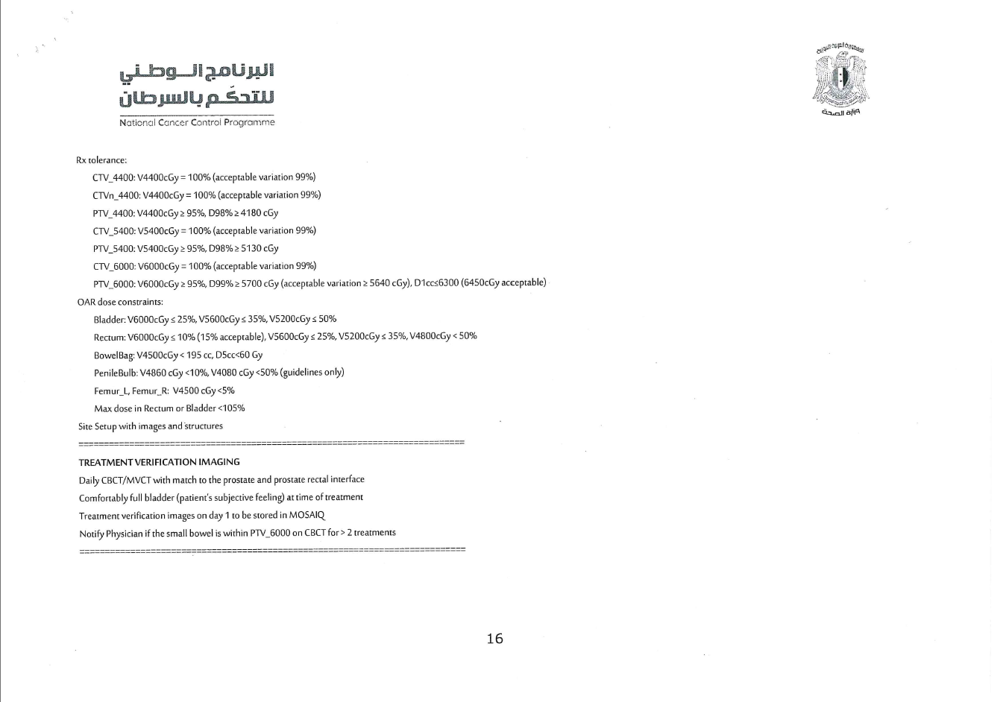 البرنامج الوطني
للتحكّم بالسرطان
National Cancer Control Programme
الجمهورية العربية السورية
وزارة الصحة
Rx tolerance:
CTV_4400: V4400cGy = 100% (acceptable variation 99%)
CTVn_4400: V4400cGy = 100% (acceptable variation 99%)
PTV_4400: V4400cGy ≥ 95%, D98% ≥ 4180 cGy
CTV_5400: V5400cGy = 100% (acceptable variation 99%)
PTV_5400: V5400cGy ≥ 95%, D98% ≥ 5130 cGy
CTV_6000: V6000cGy = 100% (acceptable variation 99%)
PTV_6000: V6000cGy ≥ 95%, D99% ≥ 5700 cGy (acceptable variation ≥ 5640 cGy), D1cc≤6300 (6450cGy acceptable)
OAR dose constraints:
Bladder: V6000cGy ≤ 25%, V5600cGy ≤ 35%, V5200cGy ≤ 50%
Rectum: V6000cGy ≤ 10% (15% acceptable), V5600cGy ≤ 25%, V5200cGy ≤ 35%, V4800cGy < 50%
BowelBag: V4500cGy < 195 cc, D5cc<60 Gy
PenileBulb: V4860 cGy <10%, V4080 cGy <50% (guidelines only)
Femur_L, Femur_R: V4500 cGy <5%
Max dose in Rectum or Bladder <105%
Site Setup with images and structures
================================================================================
TREATMENT VERIFICATION IMAGING
Daily CBCT/MVCT with match to the prostate and prostate rectal interface
Comfortably full bladder (patient's subjective feeling) at time of treatment
Treatment verification images on day 1 to be stored in MOSAIQ
Notify Physician if the small bowel is within PTV_6000 on CBCT for > 2 treatments
================================================================================
16